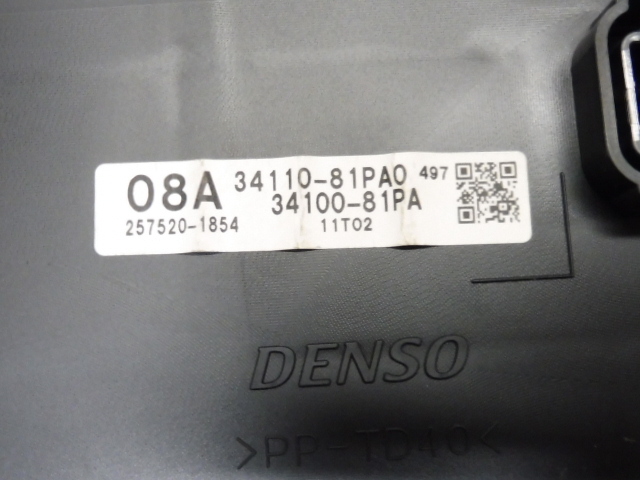 08A 34110-81PA0 497
34100-81PA
257520-1854 11T02
DENSO
>PP-TD40<